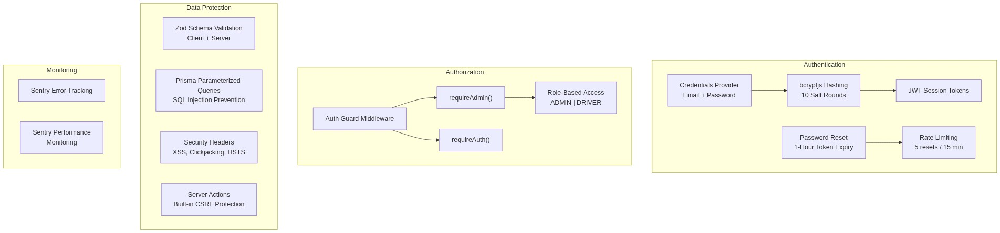 Monitoring
Sentry Error Tracking
Sentry Performance
Monitoring
Data Protection
Zod Schema Validation
Client + Server
Prisma Parameterized
Queries
SQL Injection Prevention
Security Headers
XSS, Clickjacking, HSTS
Server Actions
Built-in CSRF Protection
Authorization
Auth Guard Middleware
requireAdmin()
requireAuth()
Role-Based Access
ADMIN | DRIVER
Authentication
Credentials Provider
Email + Password
bcryptjs Hashing
10 Salt Rounds
JWT Session Tokens
Password Reset
1-Hour Token Expiry
Rate Limiting
5 resets / 15 min